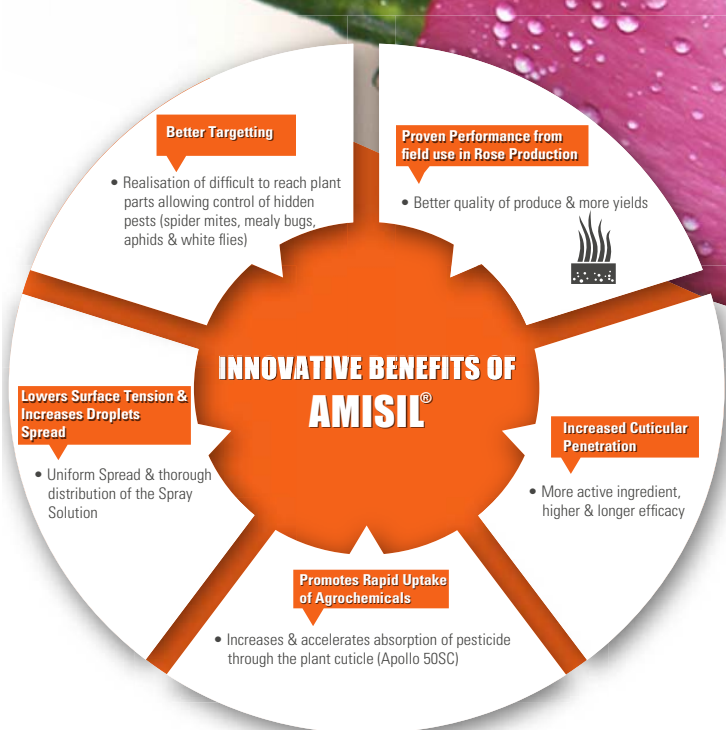 Better Targetting
• Realisation of difficult to reach plant
parts allowing control of hidden
pests (spider mites, mealy bugs,
aphids & white flies)
Proven Performance from
field use in Rose Production
• Better quality of produce & more yields
INNOVATIVE BENEFITS OF
AMISIL®
Lowers Surface Tension &
Increases Droplets
Spread
• Uniform Spread & thorough
distribution of the Spray
Solution
Increased Cuticular
Penetration
• More active ingredient,
higher & longer efficacy
Promotes Rapid Uptake
of Agrochemicals
• Increases & accelerates absorption of pesticide
through the plant cuticle (Apollo 50SC)